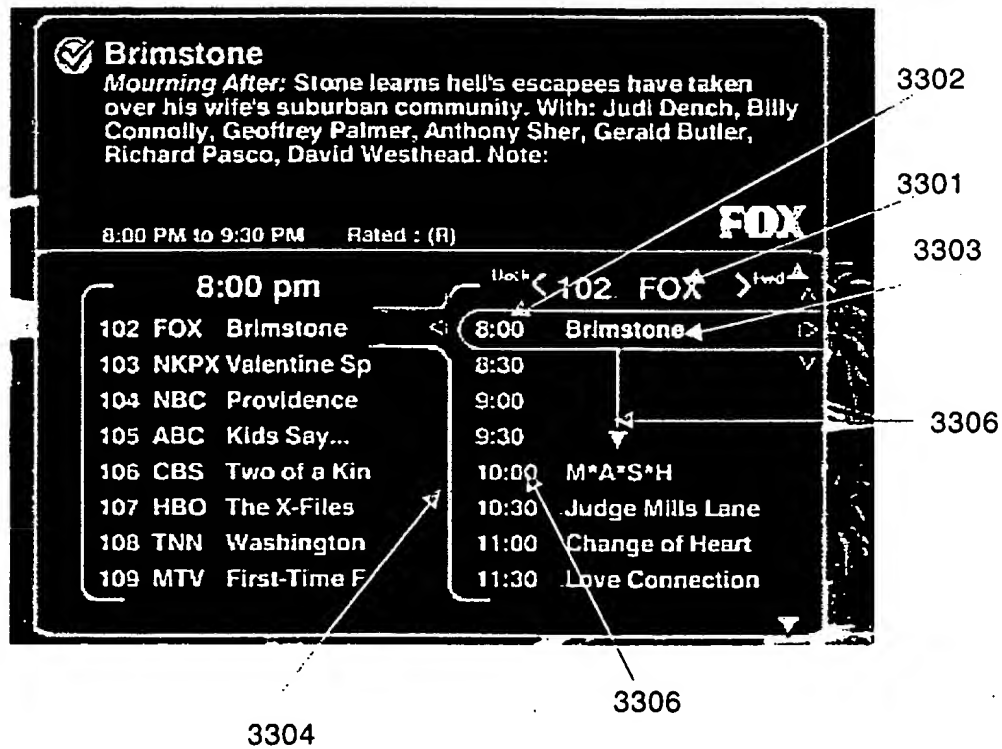 Brimstone
Mourning After: Stone learns hell's escapees have taken
over his wife's suburban community. With: Judi Dench, Billy
Connolly, Geoffrey Palmer, Anthony Sher, Gerald Butler,
Richard Pasco, David Westhead. Note:
FOX
8:00 PM to 9:30 PM Rated : (R)
8:00 pm
102 FOX Brimstone
103 NKPX Valentine Sp
104 NBC Providence
105 ABC Kids Say...
106 CBS Two of a Kin
107 HBO The X-Files
108 TNN Washington
109 MTV First-Time F
< 102 FOX > Fwd
8:00 Brimstone
8:30
9:00
9:30
10:00 M*A*S*H
10:30 Judge Mills Lane
11:00 Change of Heart
11:30 Love Connection
3302
3301
3303
3306
3306
3304